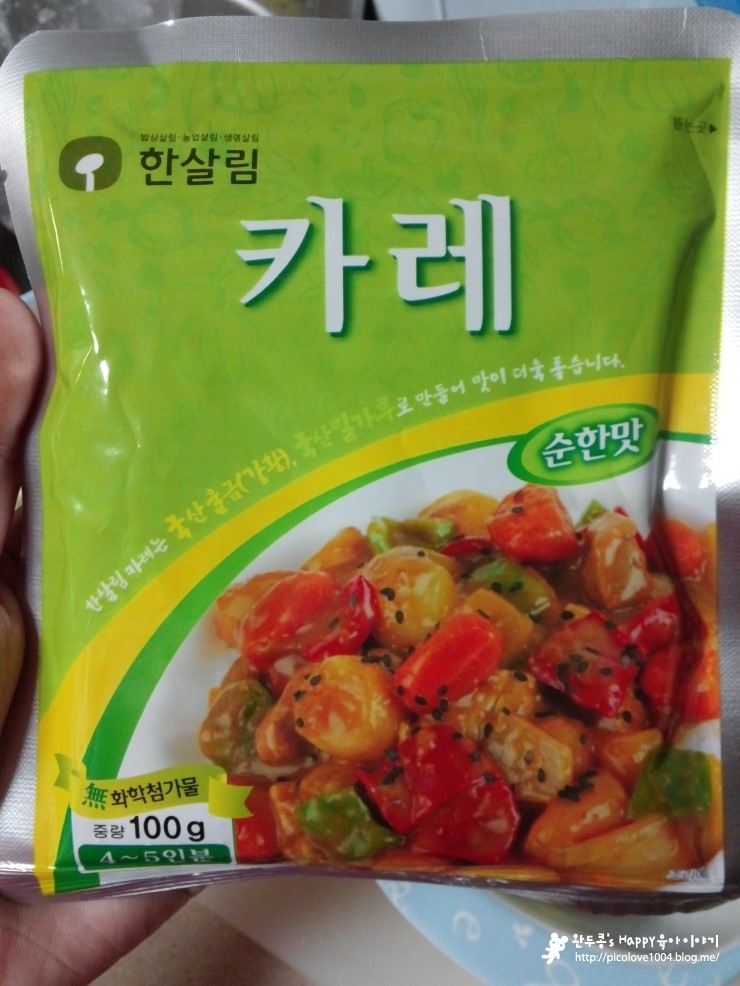 밥상살림·농업살림·생명살림
한살림
뜯는곳▶
카레
한살림 카레는 국산울금(강황), 국산밀가루로 만들어 맛이 더욱 좋습니다.
순한맛
無 화학첨가물
중량 100g
4~5인분
완두콩's HAPPY육아이야기
http://picolove1004.blog.me/